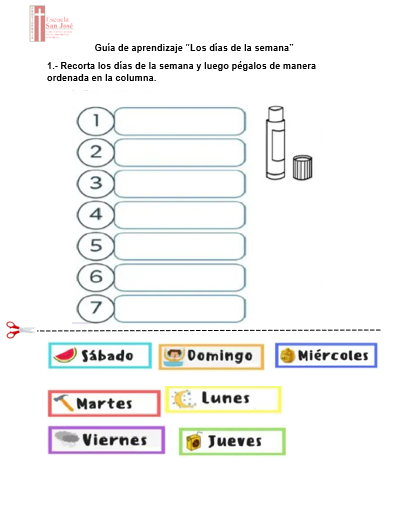 Escuela
San José
Guía de aprendizaje "Los días de la semana"
1.- Recorta los días de la semana y luego pégalos de manera
ordenada en la columna.
1
2
3
4
5
6
7
Sábado
Domingo
Miércoles
Martes
Lunes
Viernes
Jueves